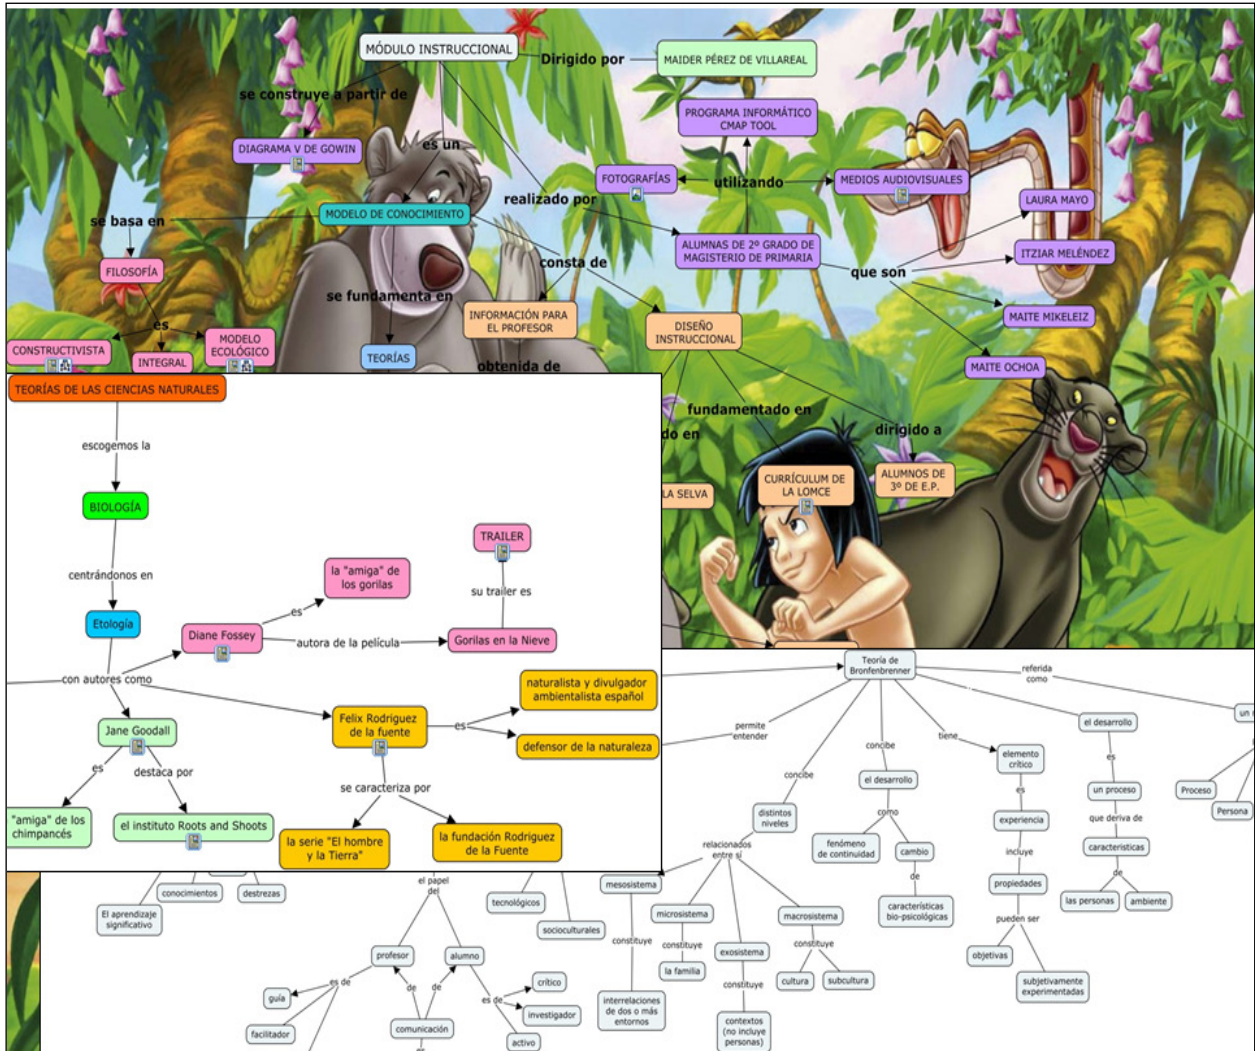 MÓDULO INSTRUCCIONAL
Dirigido por
MAIDER PÉREZ DE VILLAREAL
se construye a partir de
PROGRAMA INFORMÁTICO
CMAP TOOL
DIAGRAMA V DE GOWIN
es un
FOTOGRAFÍAS
utilizando
MEDIOS AUDIOVISUALES
LAURA MAYO
realizado por
se basa en
MODELO DE CONOCIMIENTO
ALUMNAS DE 2º GRADO DE
MAGISTERIO DE PRIMARIA
ITZIAR MELÉNDEZ
FILOSOFÍA
consta de
que son
se fundamenta en
INFORMACIÓN PARA
EL PROFESOR
DISEÑO
INSTRUCCIONAL
MAITE MIKELEIZ
es
CONSTRUCTIVISTA
INTEGRAL
MODELO
ECOLÓGICO
TEORÍAS
obtenida de
MAITE OCHOA
fundamentado en
do en
dirigido a
LA SELVA
CURRÍCULUM DE
LA LOMCE
ALUMNOS DE
3º DE E.P.
TEORÍAS DE LAS CIENCIAS NATURALES
escogemos la
BIOLOGÍA
centrándonos en
Etología
TRAILER
su trailer es
la "amiga" de
los gorilas
es
Diane Fossey
autora de la película
Gorilas en la Nieve
con autores como
Jane Goodall
es
destaca por
"amiga" de los
chimpancés
el instituto Roots and Shoots
Felix Rodriguez
de la fuente
es
naturalista y divulgador
ambientalista español
defensor de la naturaleza
se caracteriza por
la serie "El hombre
y la Tierra"
la fundación Rodriguez
de la Fuente
Teoría de
Bronfenbrenner
referida
como
permite
entender
concibe
distintos
niveles
relacionados
entre sí
mesosistema
constituye
interrelaciones
de dos o más
entornos
microsistema
constituye
la familia
exosistema
constituye
contextos
(no incluye
personas)
macrosistema
constituye
cultura
subcultura
concibe
el desarrollo
como
fenómeno
de continuidad
cambio
de
características
bio-psicológicas
tiene
elemento
crítico
es
experiencia
incluye
propiedades
pueden ser
objetivas
subjetivamente
experimentadas
el desarrollo
es
un proceso
que deriva de
caracteristicas
de
las personas
ambiente
Proceso
Persona
conocimientos
destrezas
El aprendizaje
significativo
el papel
del
tecnológicos
socioculturales
profesor
alumno
es de
guía
facilitador
de
de
comunicación
es de
crítico
investigador
activo